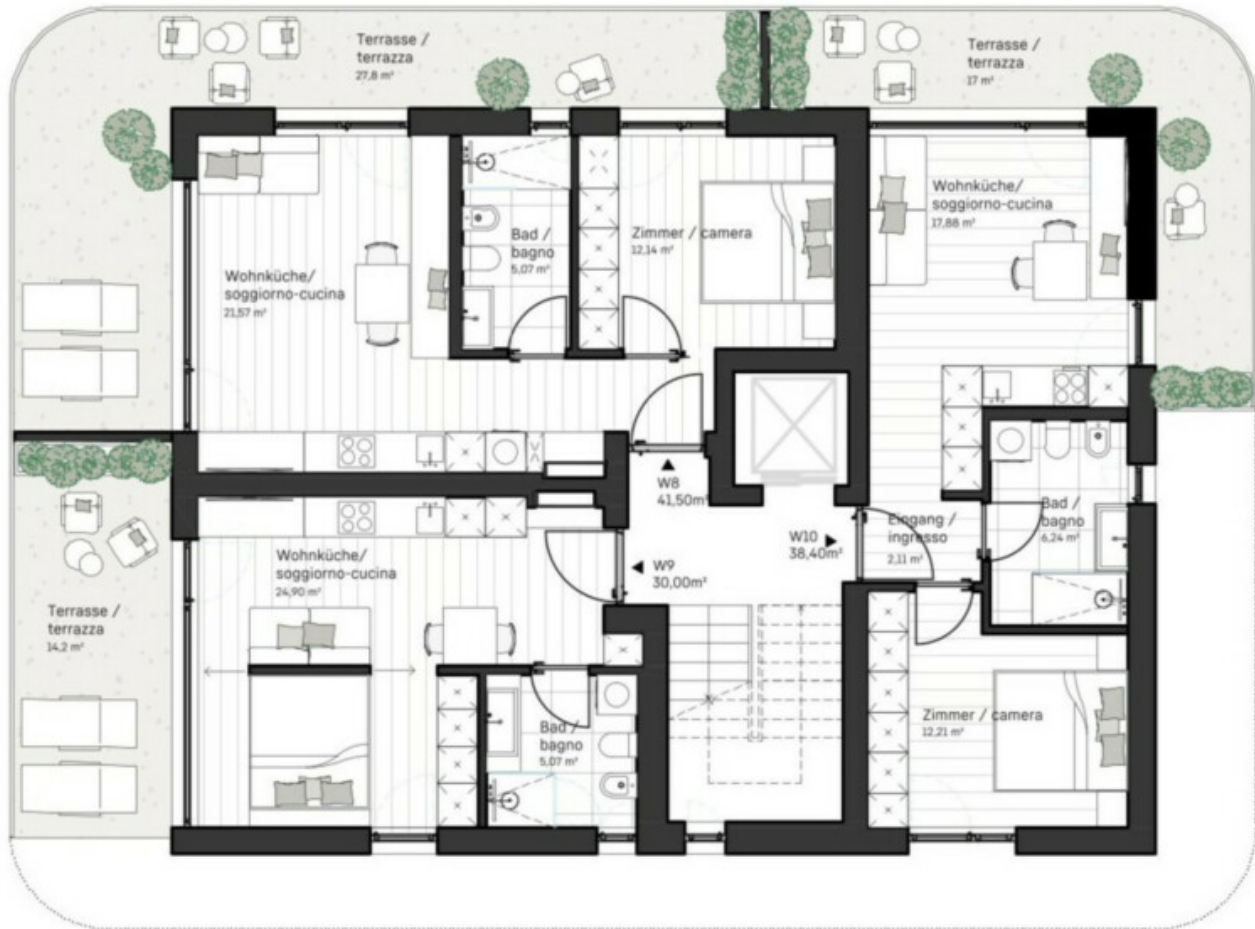 Terrasse /
terrazza
27,8 m²
Terrasse /
terrazza
17 m²
Wohnküche/
soggiorno-cucina
21,57 m²
Bad /
bagno
5,07 m²
Zimmer / camera
12,14 m²
Wohnküche/
soggiorno-cucina
17,88 m²
W8
41,50m²
W9
30,00m²
W10
38,40m²
Eingang /
ingresso
2,11 m²
Bad /
bagno
6,24 m²
Wohnküche/
soggiorno-cucina
24,90 m²
Terrasse /
terrazza
14,2 m²
Bad /
bagno
5,07 m²
Zimmer / camera
12,21 m²